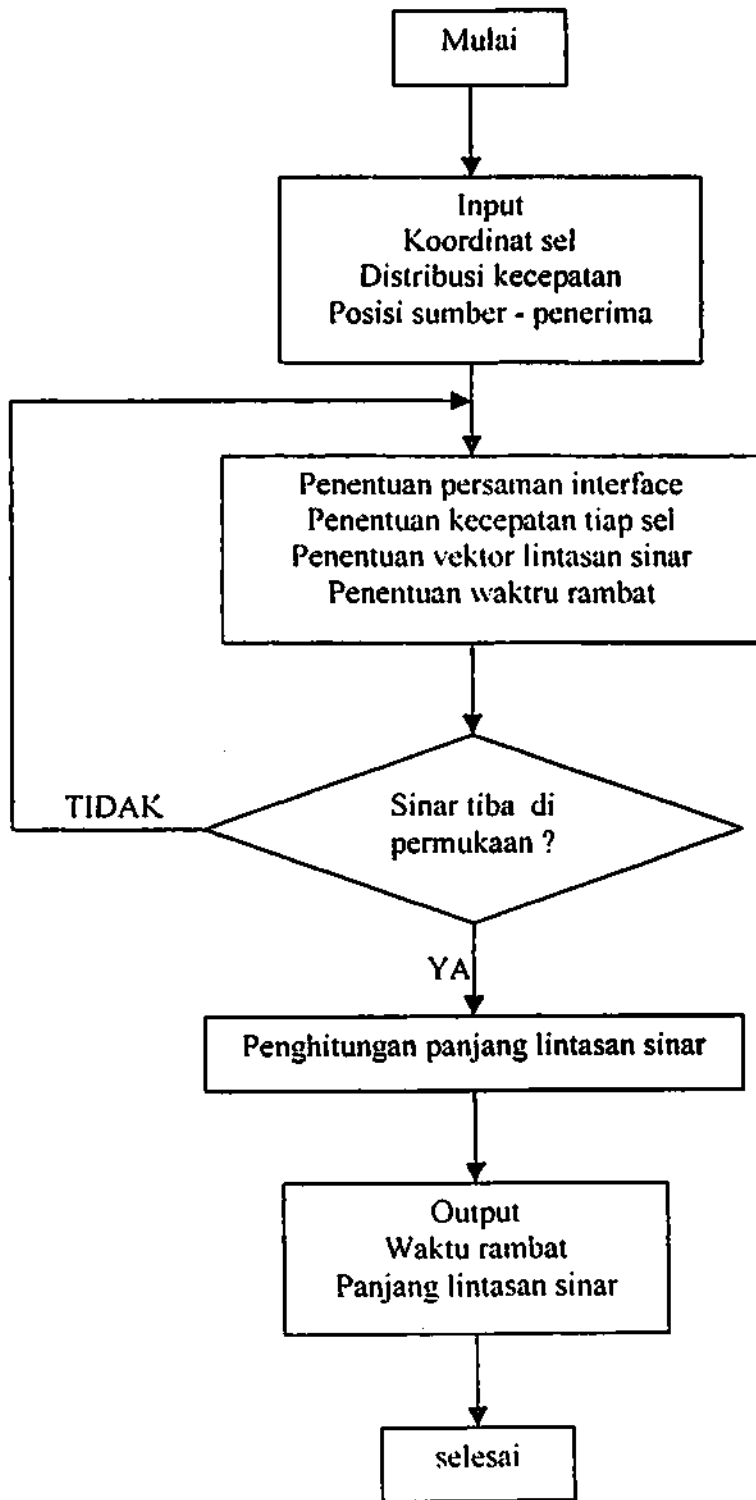 Mulai
Input
Koordinat sel
Distribusi kecepatan
Posisi sumber - penerima
Penentuan persaman interface
Penentuan kecepatan tiap sel
Penentuan vektor lintasan sinar
Penentuan waktru rambat
TIDAK
Sinar tiba di
permukaan ?
YA
Penghitungan panjang lintasan sinar
Output
Waktu rambat
Panjang lintasan sinar
selesai